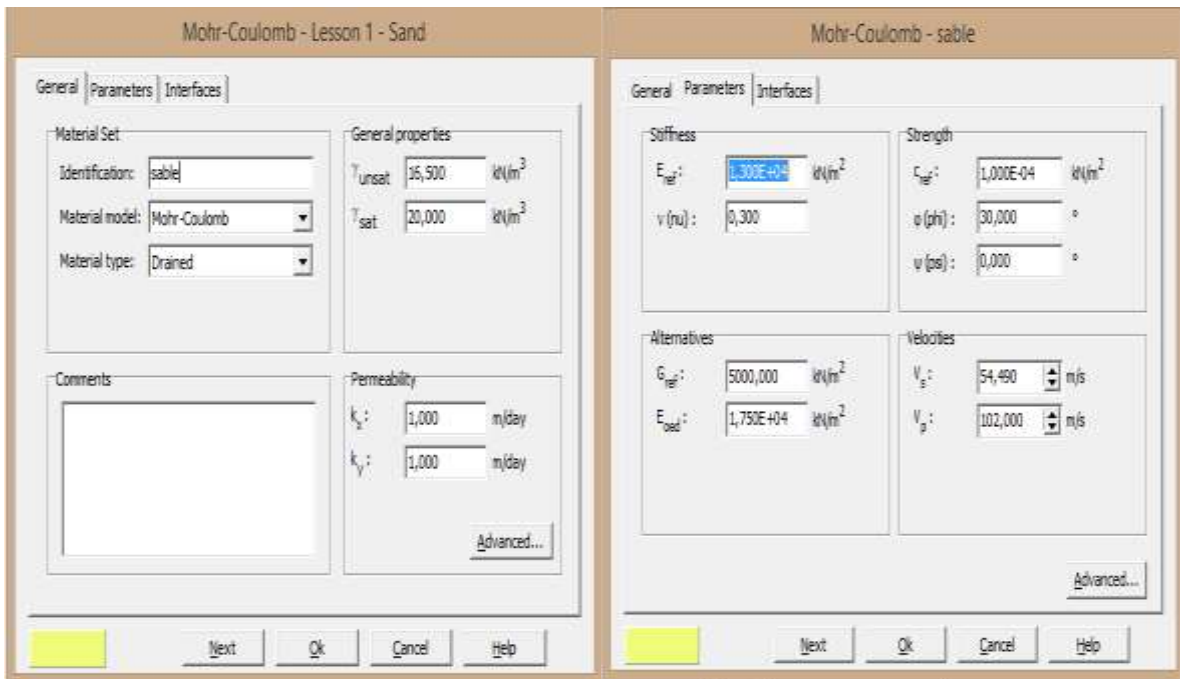 Mohr-Coulomb - Lesson 1 - Sand
General Parameters Interfaces
Material Set
Identification: sable
Material model: Mohr-Coulomb
Material type: Drained
General properties
γunsat 16,500 kN/m³
γsat 20,000 kN/m³
Comments
Permeability
kx: 1,000 m/day
ky: 1,000 m/day
Advanced...
Next Ok Cancel Help
Mohr-Coulomb - sable
General Parameters Interfaces
Stiffness
Eref: 1,300E+04 kN/m²
ν (nu): 0,300
Strength
cref: 1,000E-04 kN/m²
φ (phi): 30,000 °
ψ (psi): 0,000 °
Alternatives
Gref: 5000,000 kN/m²
Eoed: 1,750E+04 kN/m²
Velocities
Vs: 54,490 m/s
Vp: 102,000 m/s
Advanced...
Next Ok Cancel Help